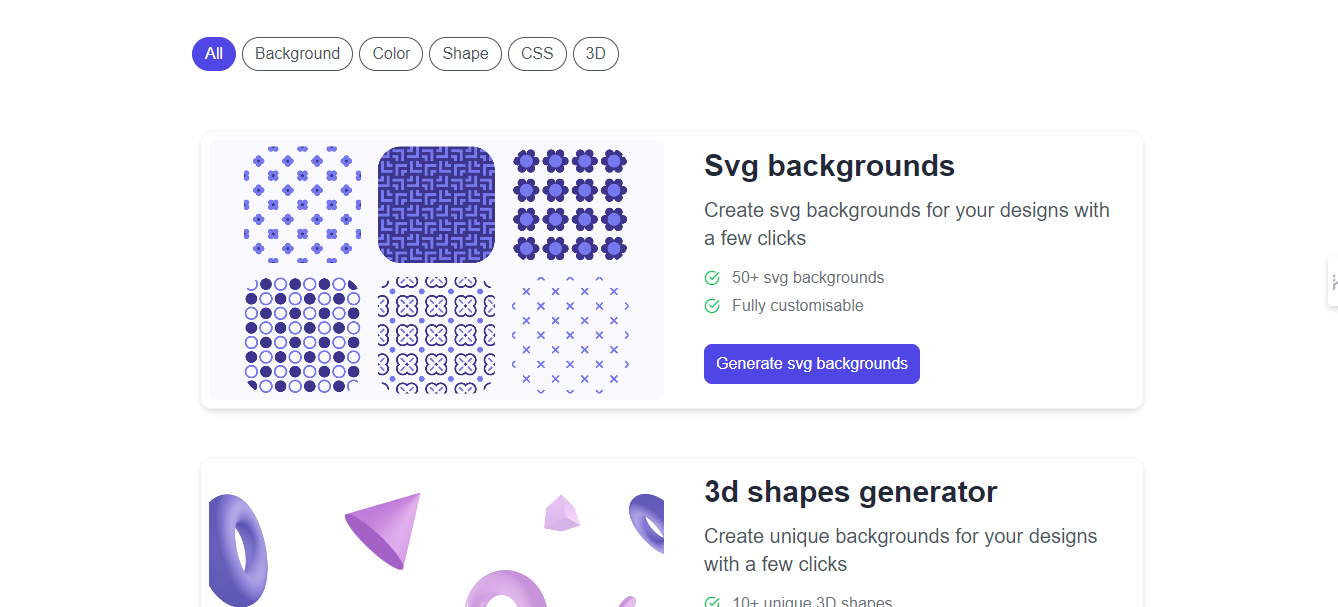 All
Background
Color
Shape
CSS
3D
Svg backgrounds
Create svg backgrounds for your designs with
a few clicks
50+ svg backgrounds
Fully customisable
Generate svg backgrounds
3d shapes generator
Create unique backgrounds for your designs
with a few clicks
10+ unique 3D shapes